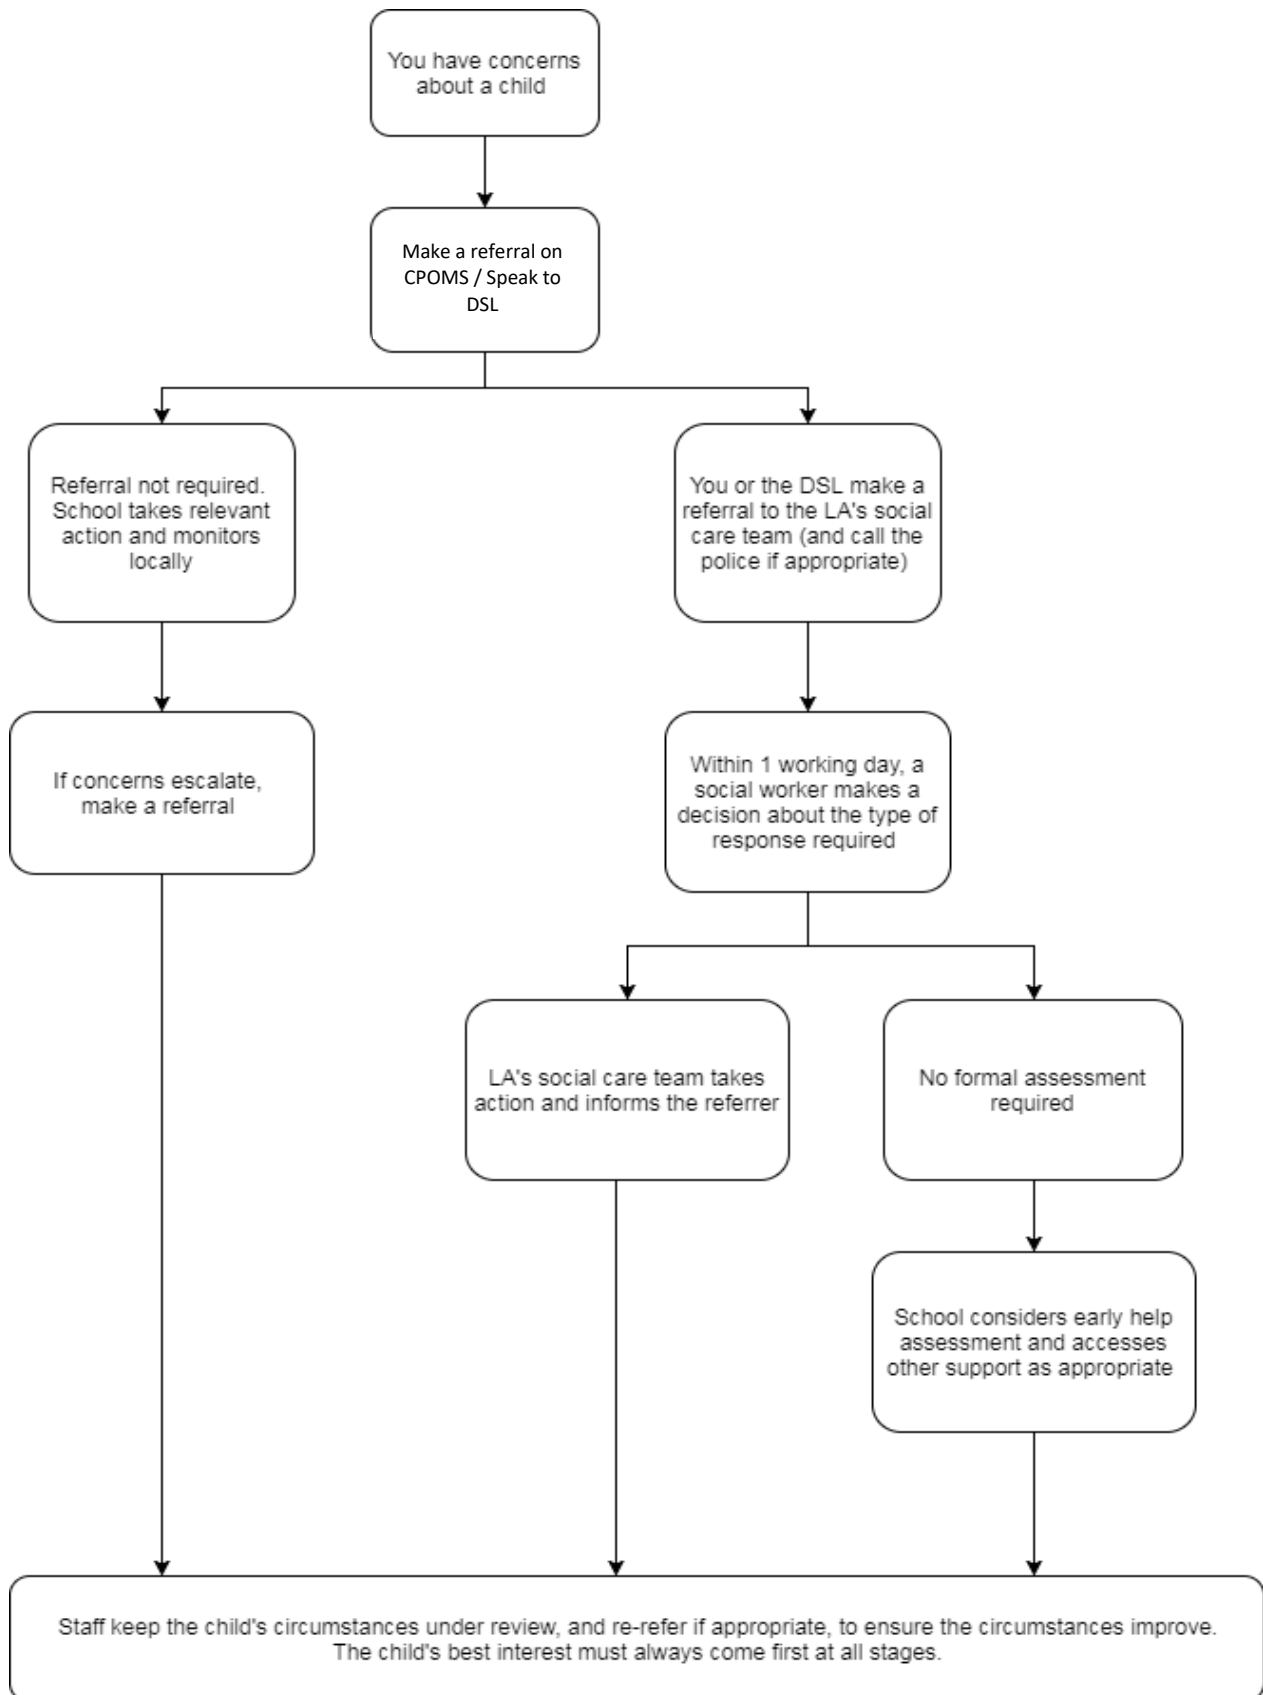 You have concerns
about a child
Make a referral on
CPOMS / Speak to
DSL
Referral not required.
School takes relevant
action and monitors
locally
You or the DSL make a
referral to the LA's social
care team (and call the
police if appropriate)
If concerns escalate,
make a referral
Within 1 working day, a
social worker makes a
decision about the type of
response required
LA's social care team takes
action and informs the referrer
No formal assessment
required
School considers early help
assessment and accesses
other support as appropriate
Staff keep the child's circumstances under review, and re-refer if appropriate, to ensure the circumstances improve.
The child's best interest must always come first at all stages.